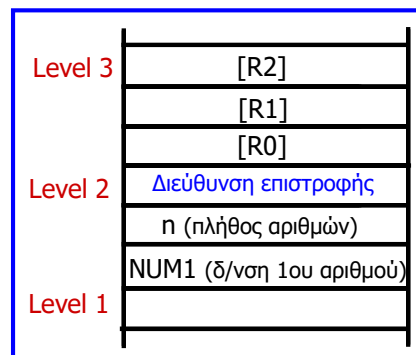 Level 3
[R2]
[R1]
[R0]
Level 2
Διεύθυνση επιστροφής
n (πλήθος αριθμών)
NUM1 (δ/νση 1ου αριθμού)
Level 1